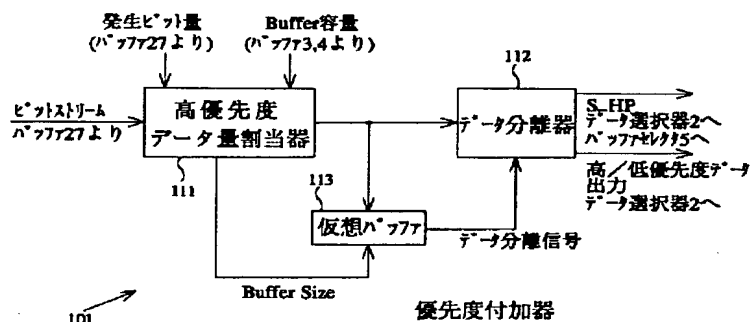 発生ビット量
(バッファ27より)
Buffer容量
(バッファ3,4より)
ビットストリーム
バッファ27より
高優先度
データ量割当器
111
112
データ分離器
S_HP
データ選択器2へ
バッファセレクタ5へ
高/低優先度データ
出力
データ選択器2へ
113
仮想バッファ
データ分離信号
Buffer Size
101
優先度付加器